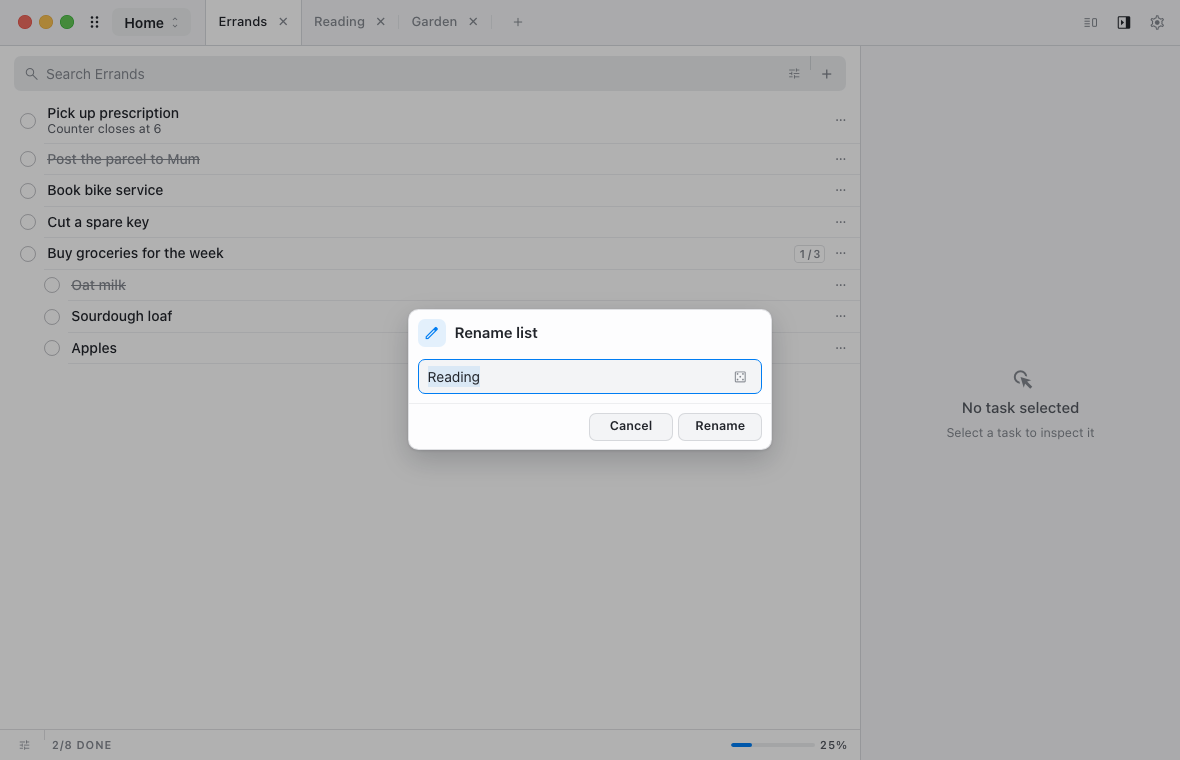 Home
Errands
Reading
Garden
Search Errands
Pick up prescription
Counter closes at 6
Post the parcel to Mum
Book bike service
Cut a spare key
Buy groceries for the week
1 / 3
Oat milk
Sourdough loaf
Apples
Rename list
Reading
Cancel
Rename
No task selected
Select a task to inspect it
2/8 DONE
25%